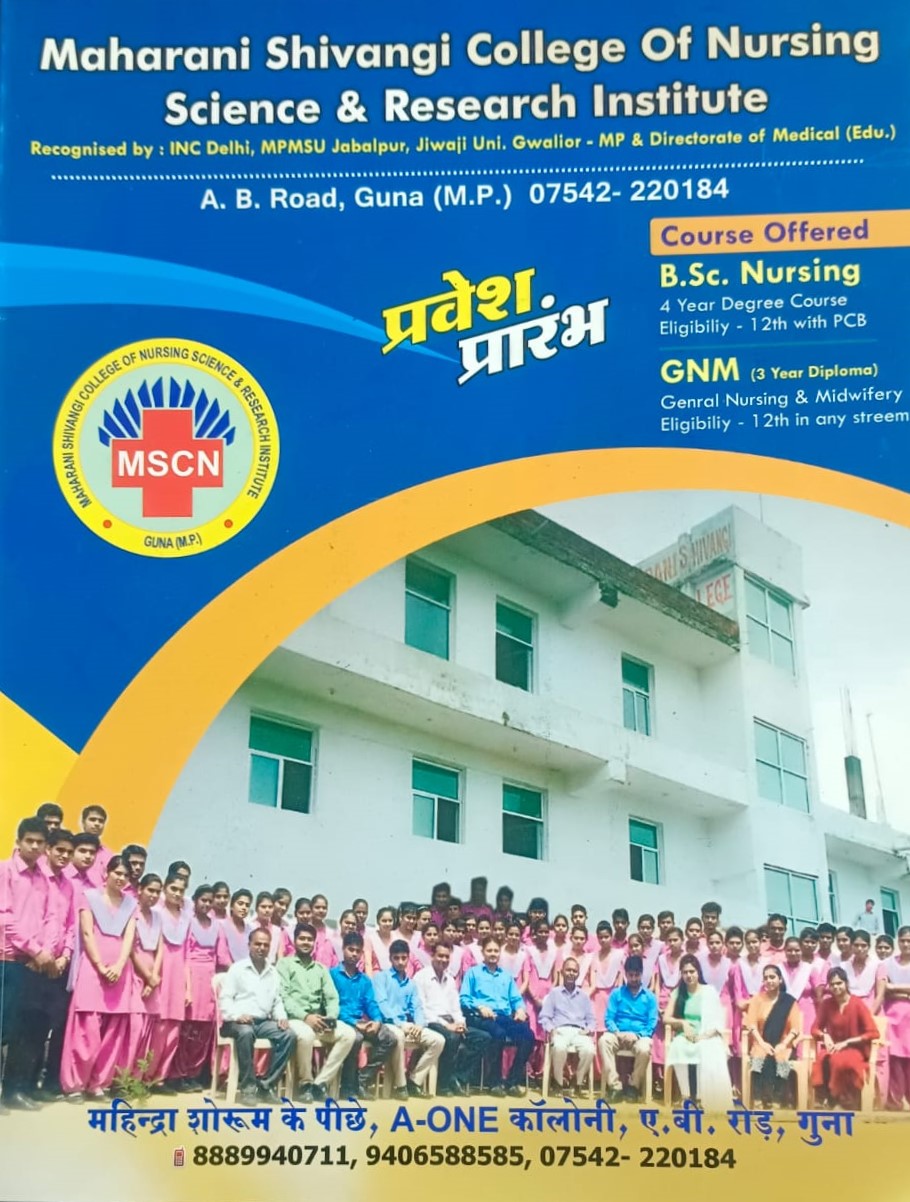 Maharani Shivangi College Of Nursing
Science & Research Institute
Recognised by : INC Delhi, MPMSU Jabalpur, Jiwaji Uni. Gwalior - MP & Directorate of Medical (Edu.)
A. B. Road, Guna (M.P.) 07542- 220184
Course Offered
B.Sc. Nursing
4 Year Degree Course
Eligibiliy - 12th with PCB
प्रवेश
प्रारंभ
GNM (3 Year Diploma)
Genral Nursing & Midwifery
Eligibiliy - 12th in any streem
MAHARANI SHIVANGI COLLEGE OF NURSING SCIENCE & RESEARCH INSTITUTE
MSCN
GUNA (M.P.)
SHIVANGI
महिन्द्रा शोरूम के पीछे, A-ONE कॉलोनी, ए.बी. रोड़, गुना
8889940711, 9406588585, 07542- 220184